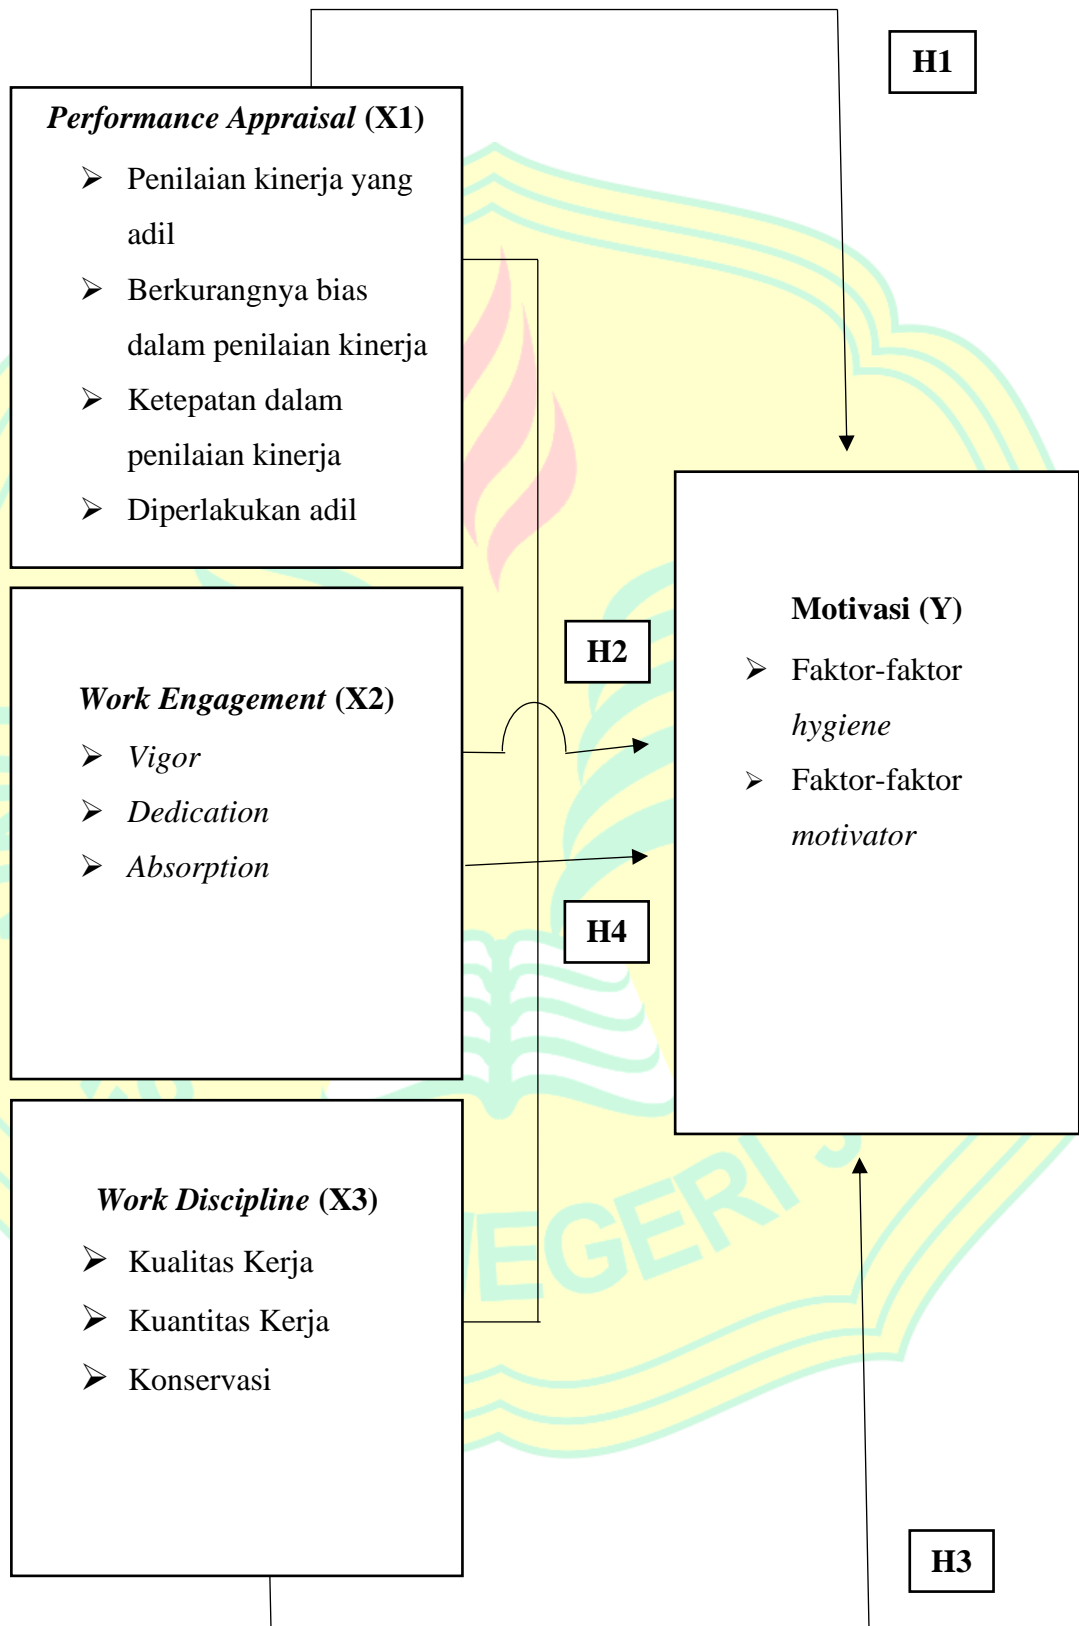 H1
Performance Appraisal (X1)
➤ Penilaian kinerja yang
adil
➤ Berkurangnya bias
dalam penilaian kinerja
➤ Ketepatan dalam
penilaian kinerja
➤ Diperlakukan adil
H2
Work Engagement (X2)
➤ Vigor
➤ Dedication
➤ Absorption
Motivasi (Y)
➤ Faktor-faktor
hygiene
➤ Faktor-faktor
motivator
H4
Work Discipline (X3)
➤ Kualitas Kerja
➤ Kuantitas Kerja
➤ Konservasi
EGERI
H3